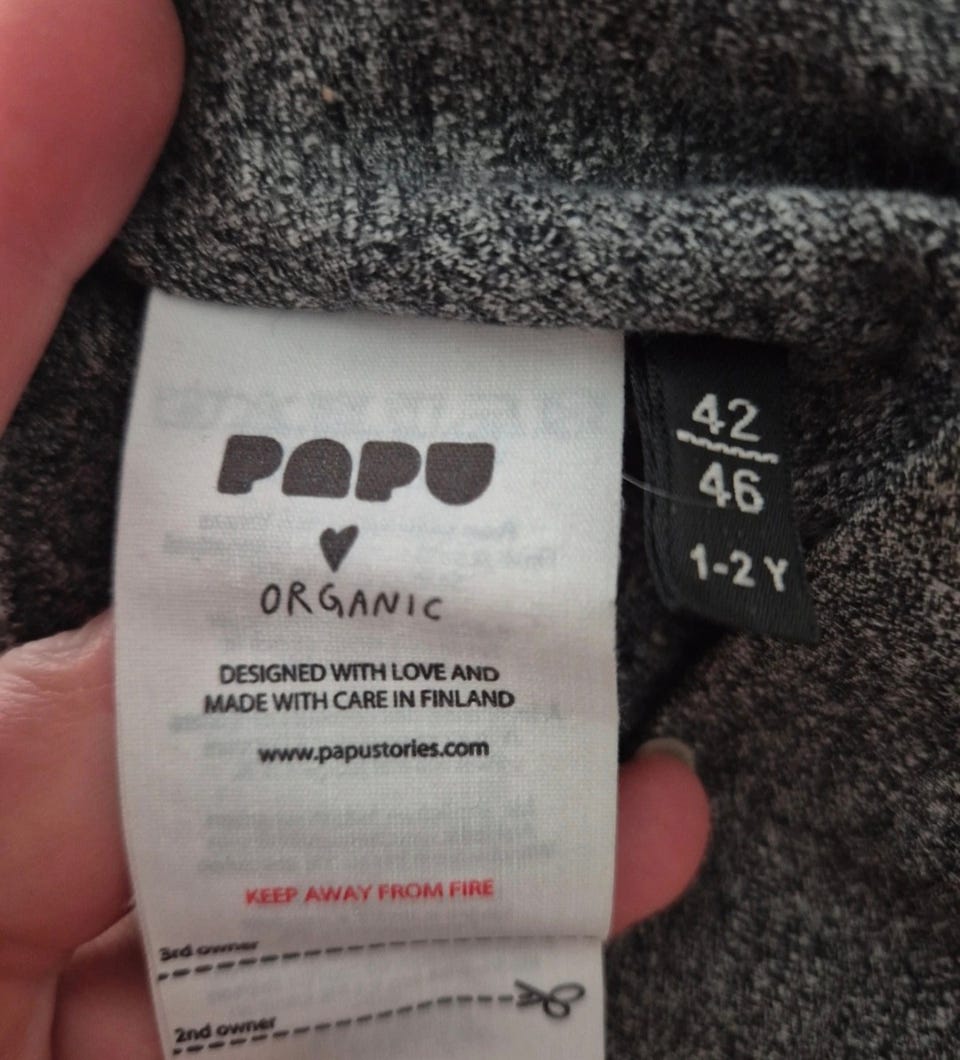 PAPU
ORGANIC
DESIGNED WITH LOVE AND
MADE WITH CARE IN FINLAND
www.papustories.com
KEEP AWAY FROM FIRE
3rd owner
2nd owner
42
46
1-2 Y